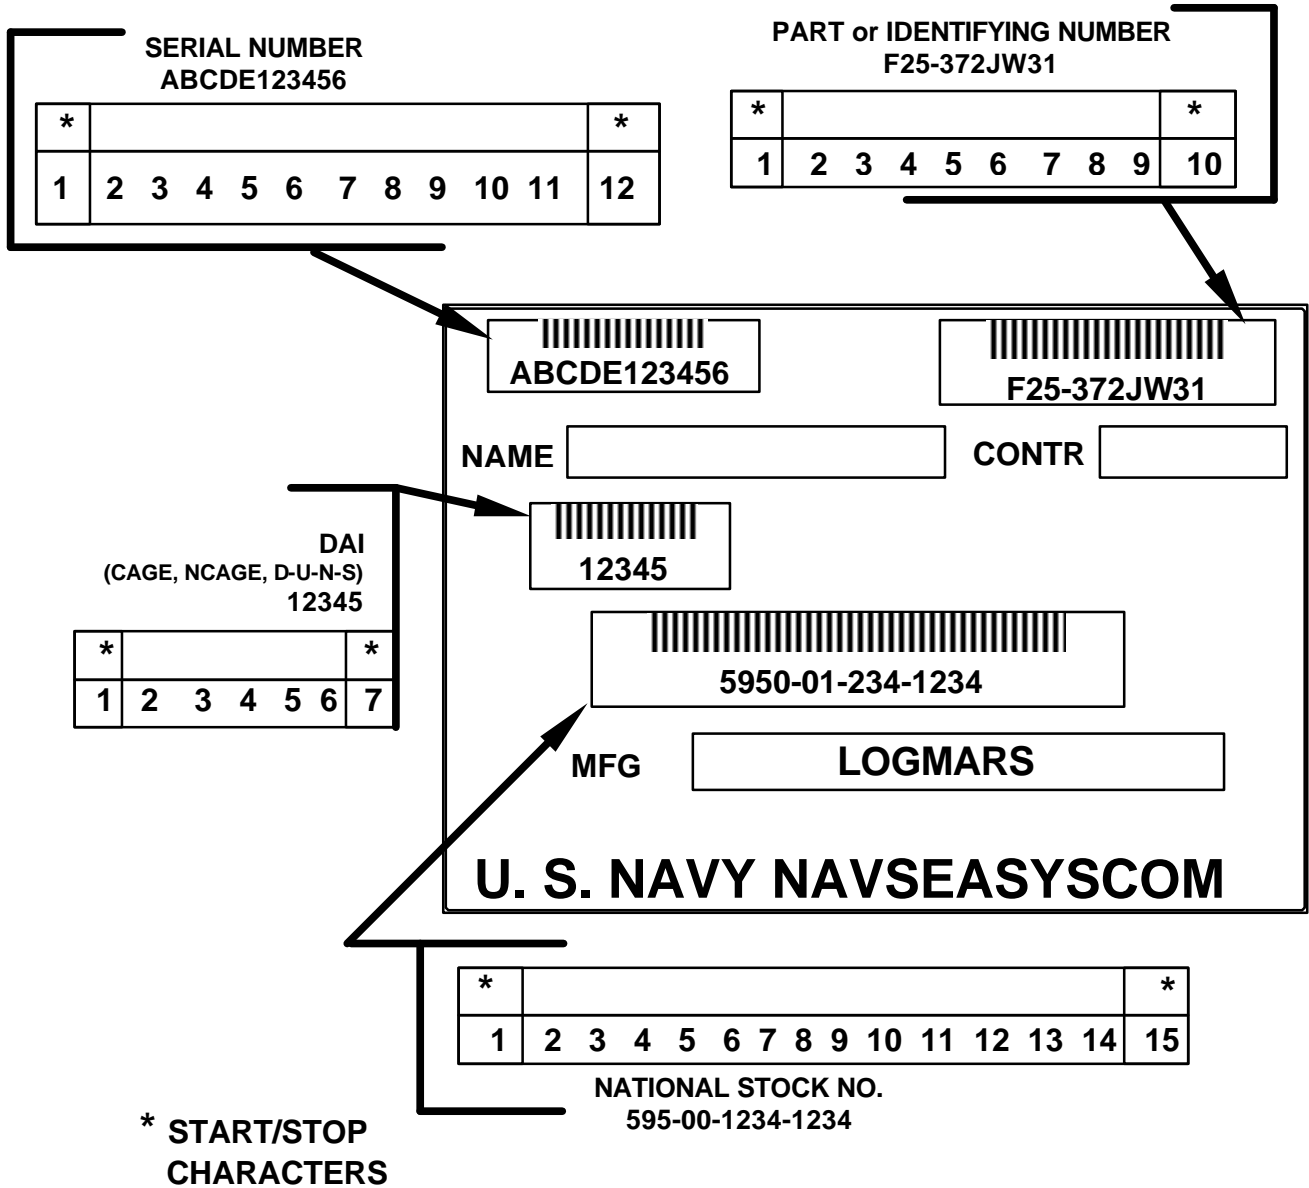 SERIAL NUMBER
ABCDE123456
* *
1 2 3 4 5 6 7 8 9 10 11 12
PART or IDENTIFYING NUMBER
F25-372JW31
* *
1 2 3 4 5 6 7 8 9 10
ABCDE123456
F25-372JW31
NAME
CONTR
DAI
(CAGE, NCAGE, D-U-N-S)
12345
* *
1 2 3 4 5 6 7
12345
5950-01-234-1234
MFG
LOGMARS
U. S. NAVY NAVSEASYSCOM
* *
1 2 3 4 5 6 7 8 9 10 11 12 13 14 15
NATIONAL STOCK NO.
595-00-1234-1234
* START/STOP
CHARACTERS